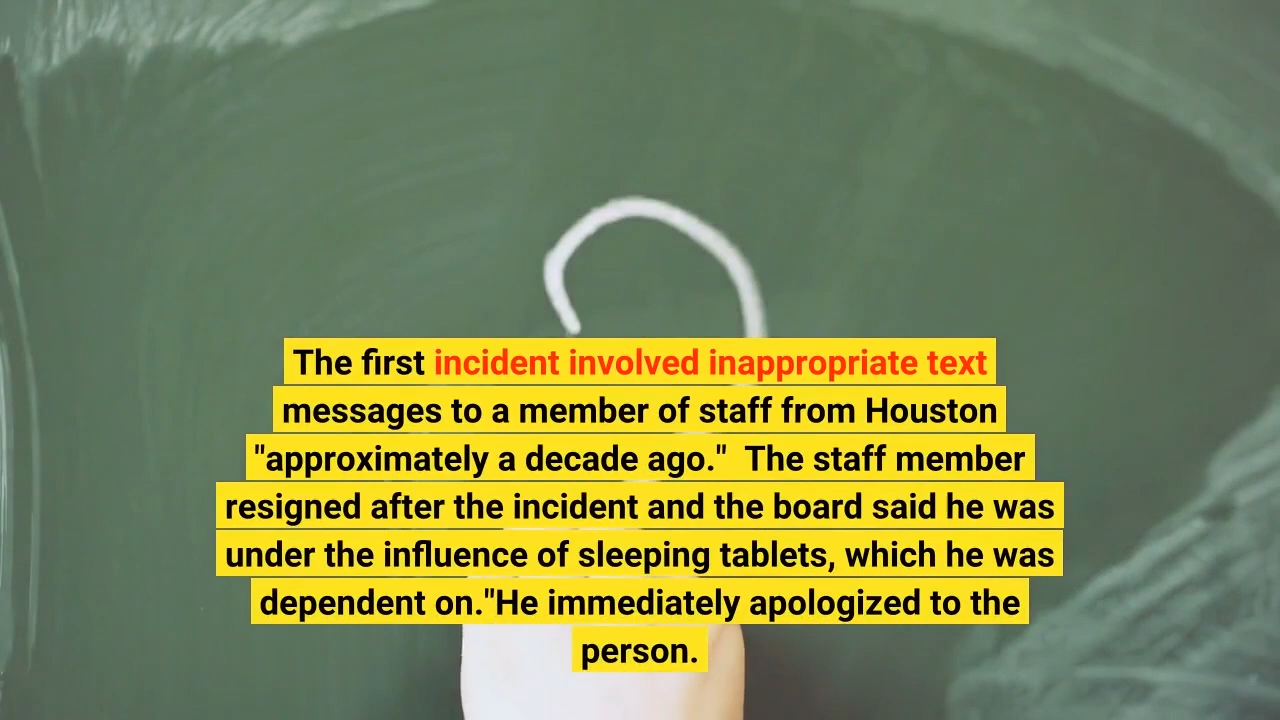 The first incident involved inappropriate text
messages to a member of staff from Houston
"approximately a decade ago."  The staff member
resigned after the incident and the board said he was
under the influence of sleeping tablets, which he was
dependent on."He immediately apologized to the
person.